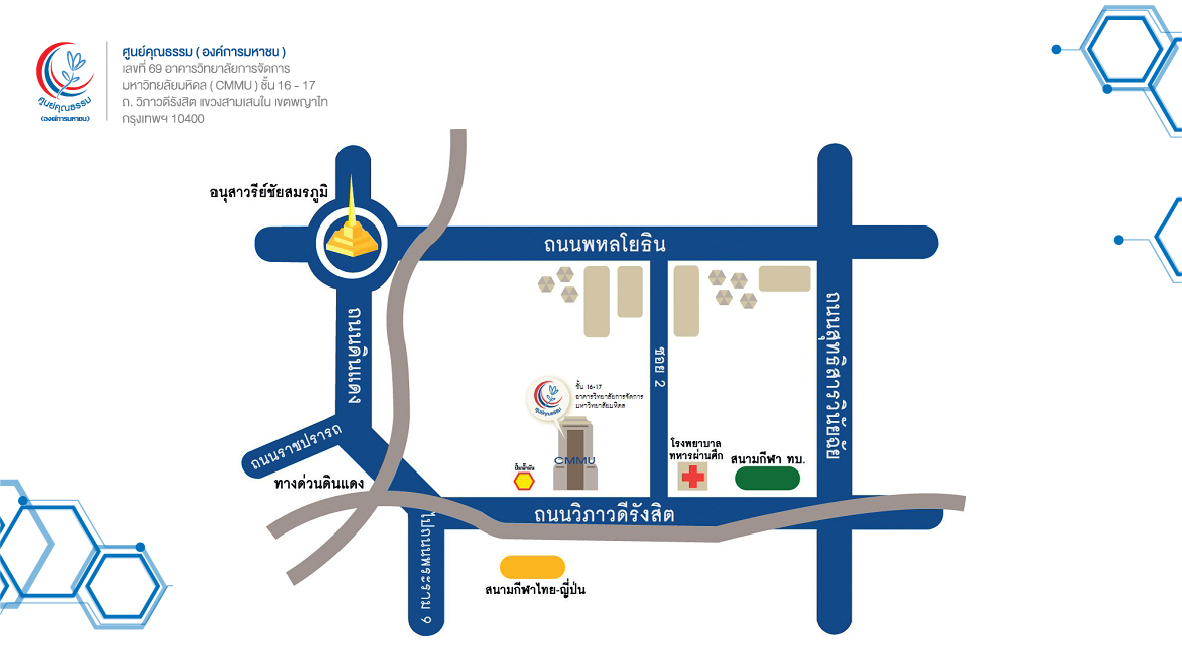 ศูนย์คุณธรรม ( องค์การมหาชน )
เลขที่ 69 อาคารวิทยาลัยการจัดการ
มหาวิทยลัยมหิดล ( CMMU ) ชั้น 16 - 17
ถ. วิภาวดีรังสิต แขวงสามเสนใน เขตพญาไท
กรุงเทพฯ 10400
ศูนย์คุณธรรม
(องค์การมหาชน)
อนุสาวรีย์ชัยสมรภูมิ
ถนนพหลโยธิน
ถนนดินแดง
ซอย 2
ถนนสุทธิสารวินัยฉัย
ศูนย์คุณธรรม
ชั้น 16-17
อาคารวิทยาลัยการจัดการ
มหาวิทยาลัยมหิดล
CMMU
ปั๊มน้ำมัน
โรงพยาบาล
ทหารผ่านศึก
สนามกีฬา ทบ.
ถนนราชปรารถ
ทางด่วนดินแดง
ถนนวิภาวดีรังสิต
ไปถนนพระราม 9
สนามกีฬาไทย-ญี่ปุ่น